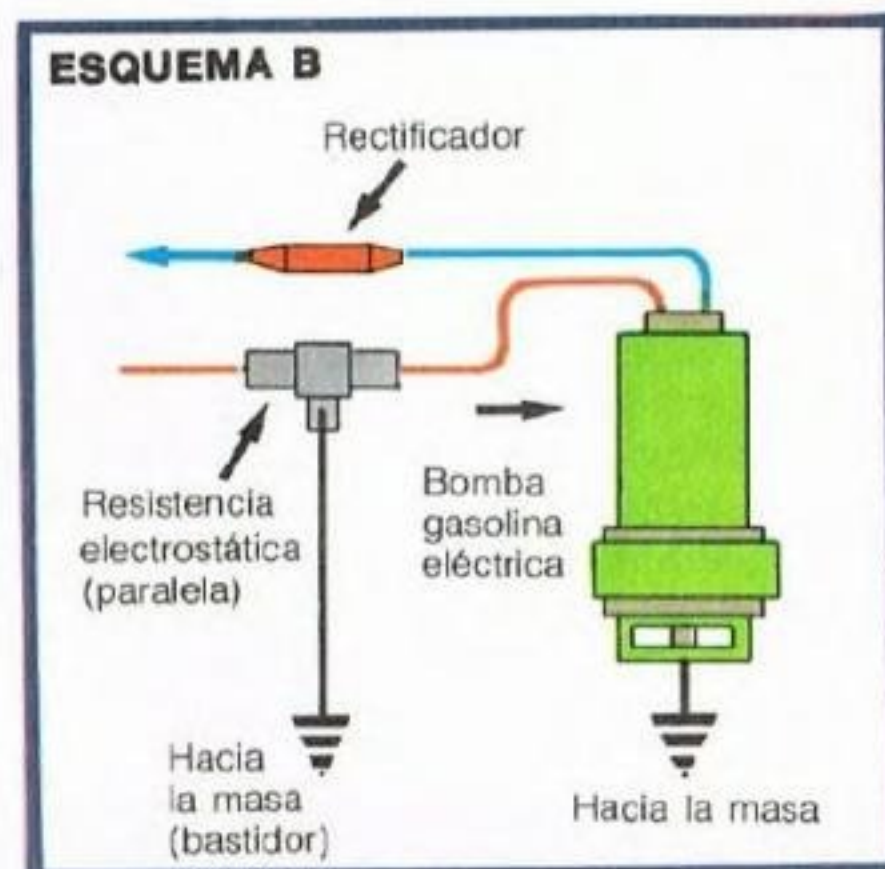 ESQUEMA B
Rectificador
Resistencia
electrostática
(paralela)
Bomba
gasolina
eléctrica
Hacia
la masa
(bastidor)
Hacia la masa